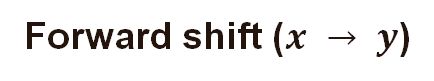 Forward shift (x → y)